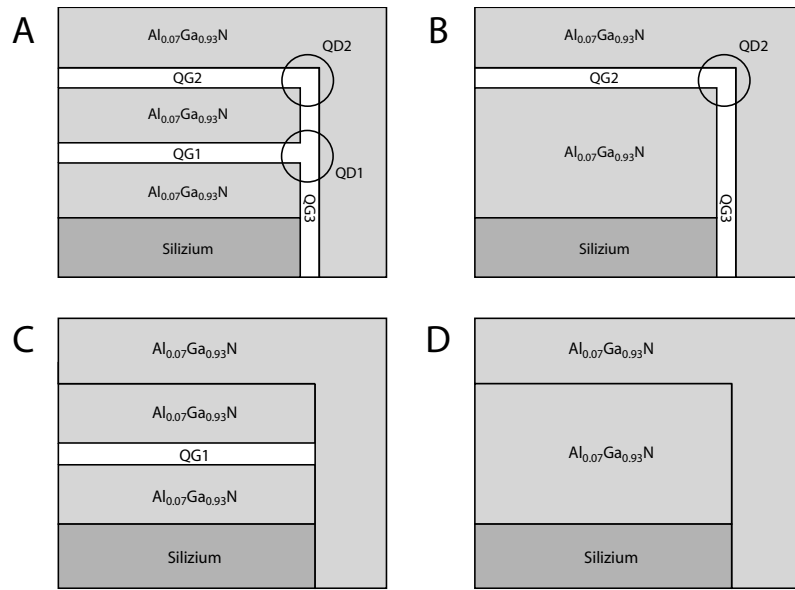 A
Al0.07Ga0.93N
QD2
QG2
Al0.07Ga0.93N
QG1
QD1
Al0.07Ga0.93N
QG3
Silizium
B
Al0.07Ga0.93N
QD2
QG2
Al0.07Ga0.93N
QG3
Silizium
C
Al0.07Ga0.93N
Al0.07Ga0.93N
QG1
Al0.07Ga0.93N
Silizium
D
Al0.07Ga0.93N
Al0.07Ga0.93N
Silizium